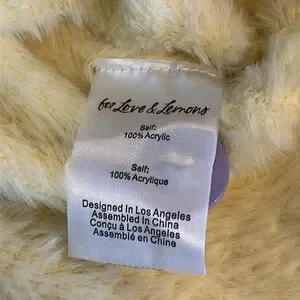 for Love & Lemons
Self:
100% Acrylic
Self:
100% Acrylique
Designed In Los Angeles
Assembled In China
Conçu à Los Angeles
Assemblé en Chine